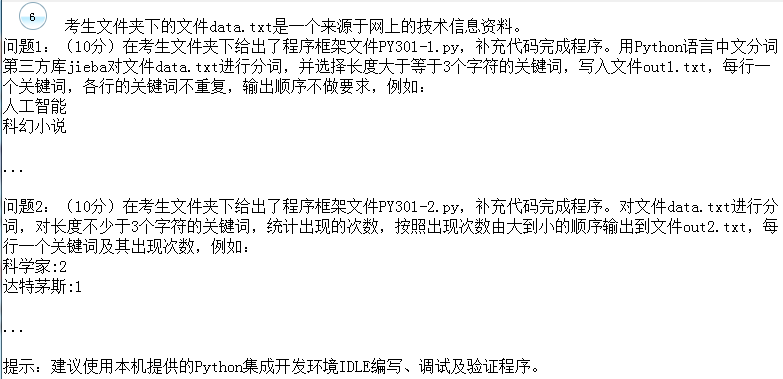 6 考生文件夹下的文件data.txt是一个来源于网上的技术信息资料。
问题1: （10分）在考生文件夹下给出了程序框架文件PY301-1.py，补充代码完成程序。用Python语言中文分词
第三方库jieba对文件data.txt进行分词，并选择长度大于等于3个字符的关键词，写入文件out1.txt，每行一
个关键词，各行的关键词不重复，输出顺序不做要求，例如：
人工智能
科幻小说
...
问题2: （10分）在考生文件夹下给出了程序框架文件PY301-2.py，补充代码完成程序。对文件data.txt进行分
词，对长度不少于3个字符的关键词，统计出现的次数，按照出现次数由大到小的顺序输出到文件out2.txt，每
行一个关键词及其出现次数，例如：
科学家:2
达特茅斯:1
...
提示：建议使用本机提供的Python集成开发环境IDLE编写、调试及验证程序。